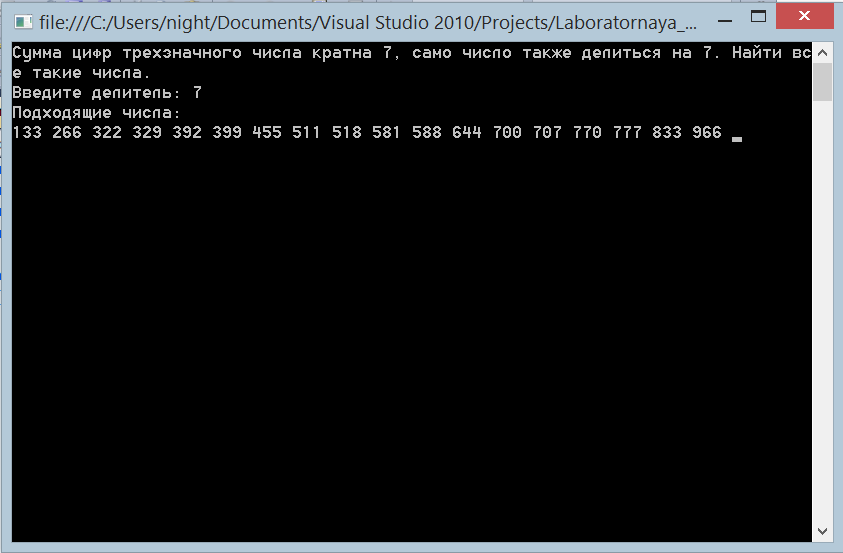 file:///C:/Users/night/Documents/Visual Studio 2010/Projects/Laboratornaya_...
Сумма цифр трехзначного числа кратна 7, само число также делиться на 7. Найти вс
е такие числа.
Введите делитель: 7
Подходящие числа:
133 266 322 329 392 399 455 511 518 581 588 644 700 707 770 777 833 966